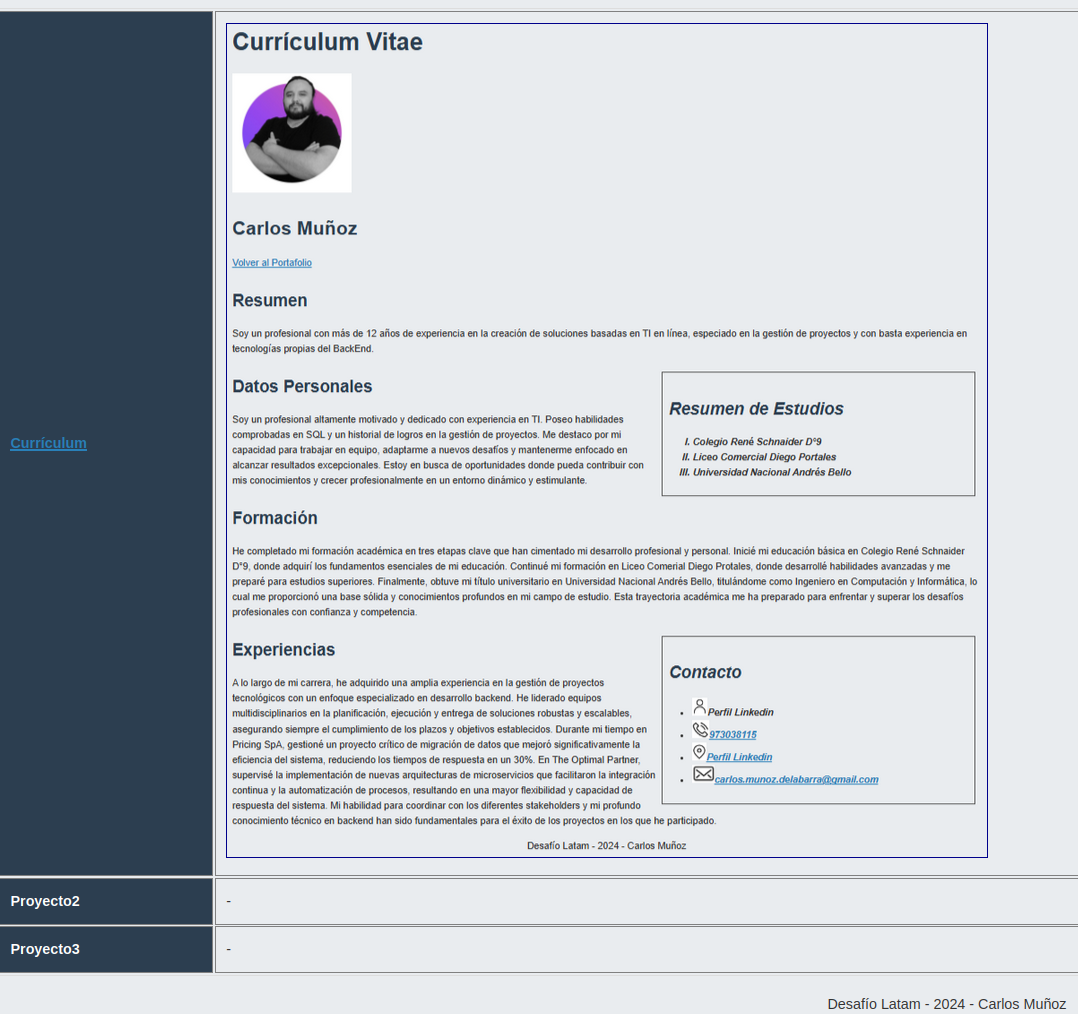 Currículum
Currículum Vitae
Carlos Muñoz
Volver al Portafolio
Resumen
Soy un profesional con más de 12 años de experiencia en la creación de soluciones basadas en TI en línea, especiado en la gestión de proyectos y con basta experiencia en
tecnologías propias del BackEnd.
Datos Personales
Soy un profesional altamente motivado y dedicado con experiencia en TI. Poseo habilidades
comprobadas en SQL y un historial de logros en la gestión de proyectos. Me destaco por mi
capacidad para trabajar en equipo, adaptarme a nuevos desafíos y mantenerme enfocado en
alcanzar resultados excepcionales. Estoy en busca de oportunidades donde pueda contribuir con
mis conocimientos y crecer profesionalmente en un entorno dinámico y estimulante.
Resumen de Estudios
I. Colegio René Schnaider D°9
II. Liceo Comercial Diego Portales
III. Universidad Nacional Andrés Bello
Formación
He completado mi formación académica en tres etapas clave que han cimentado mi desarrollo profesional y personal. Inicié mi educación básica en Colegio René Schnaider
D°9, donde adquirí los fundamentos esenciales de mi educación. Continué mi formación en Liceo Comerial Diego Protales, donde desarrollé habilidades avanzadas y me
preparé para estudios superiores. Finalmente, obtuve mi título universitario en Universidad Nacional Andrés Bello, titulándome como Ingeniero en Computación y Informática, lo
cual me proporcionó una base sólida y conocimientos profundos en mi campo de estudio. Esta trayectoria académica me ha preparado para enfrentar y superar los desafíos
profesionales con confianza y competencia.
Experiencias
A lo largo de mi carrera, he adquirido una amplia experiencia en la gestión de proyectos
tecnológicos con un enfoque especializado en desarrollo backend. He liderado equipos
multidisciplinarios en la planificación, ejecución y entrega de soluciones robustas y escalables,
asegurando siempre el cumplimiento de los plazos y objetivos establecidos. Durante mi tiempo en
Pricing SpA, gestioné un proyecto crítico de migración de datos que mejoró significativamente la
eficiencia del sistema, reduciendo los tiempos de respuesta en un 30%. En The Optimal Partner,
supervisé la implementación de nuevas arquitecturas de microservicios que facilitaron la integración
continua y la automatización de procesos, resultando en una mayor flexibilidad y capacidad de
respuesta del sistema. Mi habilidad para coordinar con los diferentes stakeholders y mi profundo
conocimiento técnico en backend han sido fundamentales para el éxito de los proyectos en los que he participado.
Contacto
Perfil Linkedin
973038115
Perfil Linkedin
carlos.munoz.delabarra@gmail.com
Desafío Latam - 2024 - Carlos Muñoz
Proyecto2
-
Proyecto3
-
Desafío Latam - 2024 - Carlos Muñoz